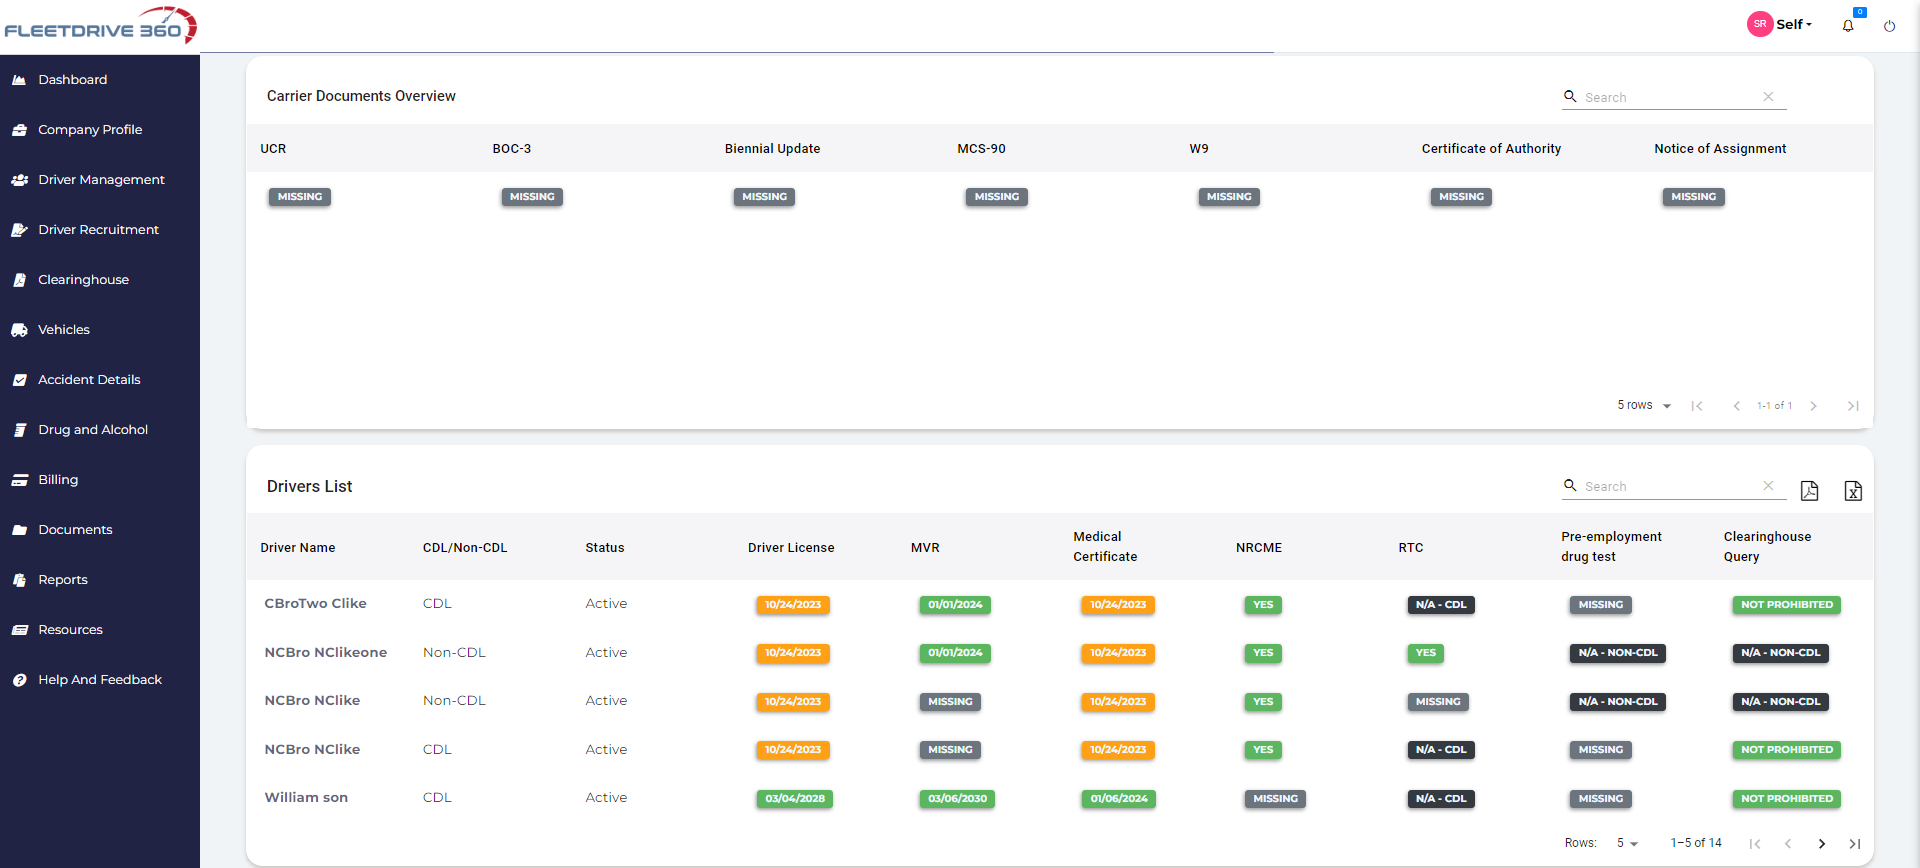 FLEETDRIVE 360
SR Self
0
Dashboard
Company Profile
Driver Management
Driver Recruitment
Clearinghouse
Vehicles
Accident Details
Drug and Alcohol
Billing
Documents
Reports
Resources
Help And Feedback
Carrier Documents Overview
Search
UCR BOC-3 Biennial Update MCS-90 W9 Certificate of Authority Notice of Assignment
MISSING MISSING MISSING MISSING MISSING MISSING MISSING
5 rows 1-1 of 1
Drivers List
Search
Driver Name CDL/Non-CDL Status Driver License MVR Medical Certificate NRCME RTC Pre-employment drug test Clearinghouse Query
CBroTwo Clike CDL Active 10/24/2023 01/01/2024 10/24/2023 YES N/A - CDL MISSING NOT PROHIBITED
NCBro NClikeone Non-CDL Active 10/24/2023 01/01/2024 10/24/2023 YES YES N/A - NON-CDL N/A - NON-CDL
NCBro NClike Non-CDL Active 10/24/2023 MISSING 10/24/2023 YES MISSING N/A - NON-CDL N/A - NON-CDL
NCBro NClike CDL Active 10/24/2023 MISSING 10/24/2023 YES N/A - CDL MISSING NOT PROHIBITED
William son CDL Active 03/04/2028 03/06/2030 01/06/2024 MISSING N/A - CDL MISSING NOT PROHIBITED
Rows: 5 1–5 of 14